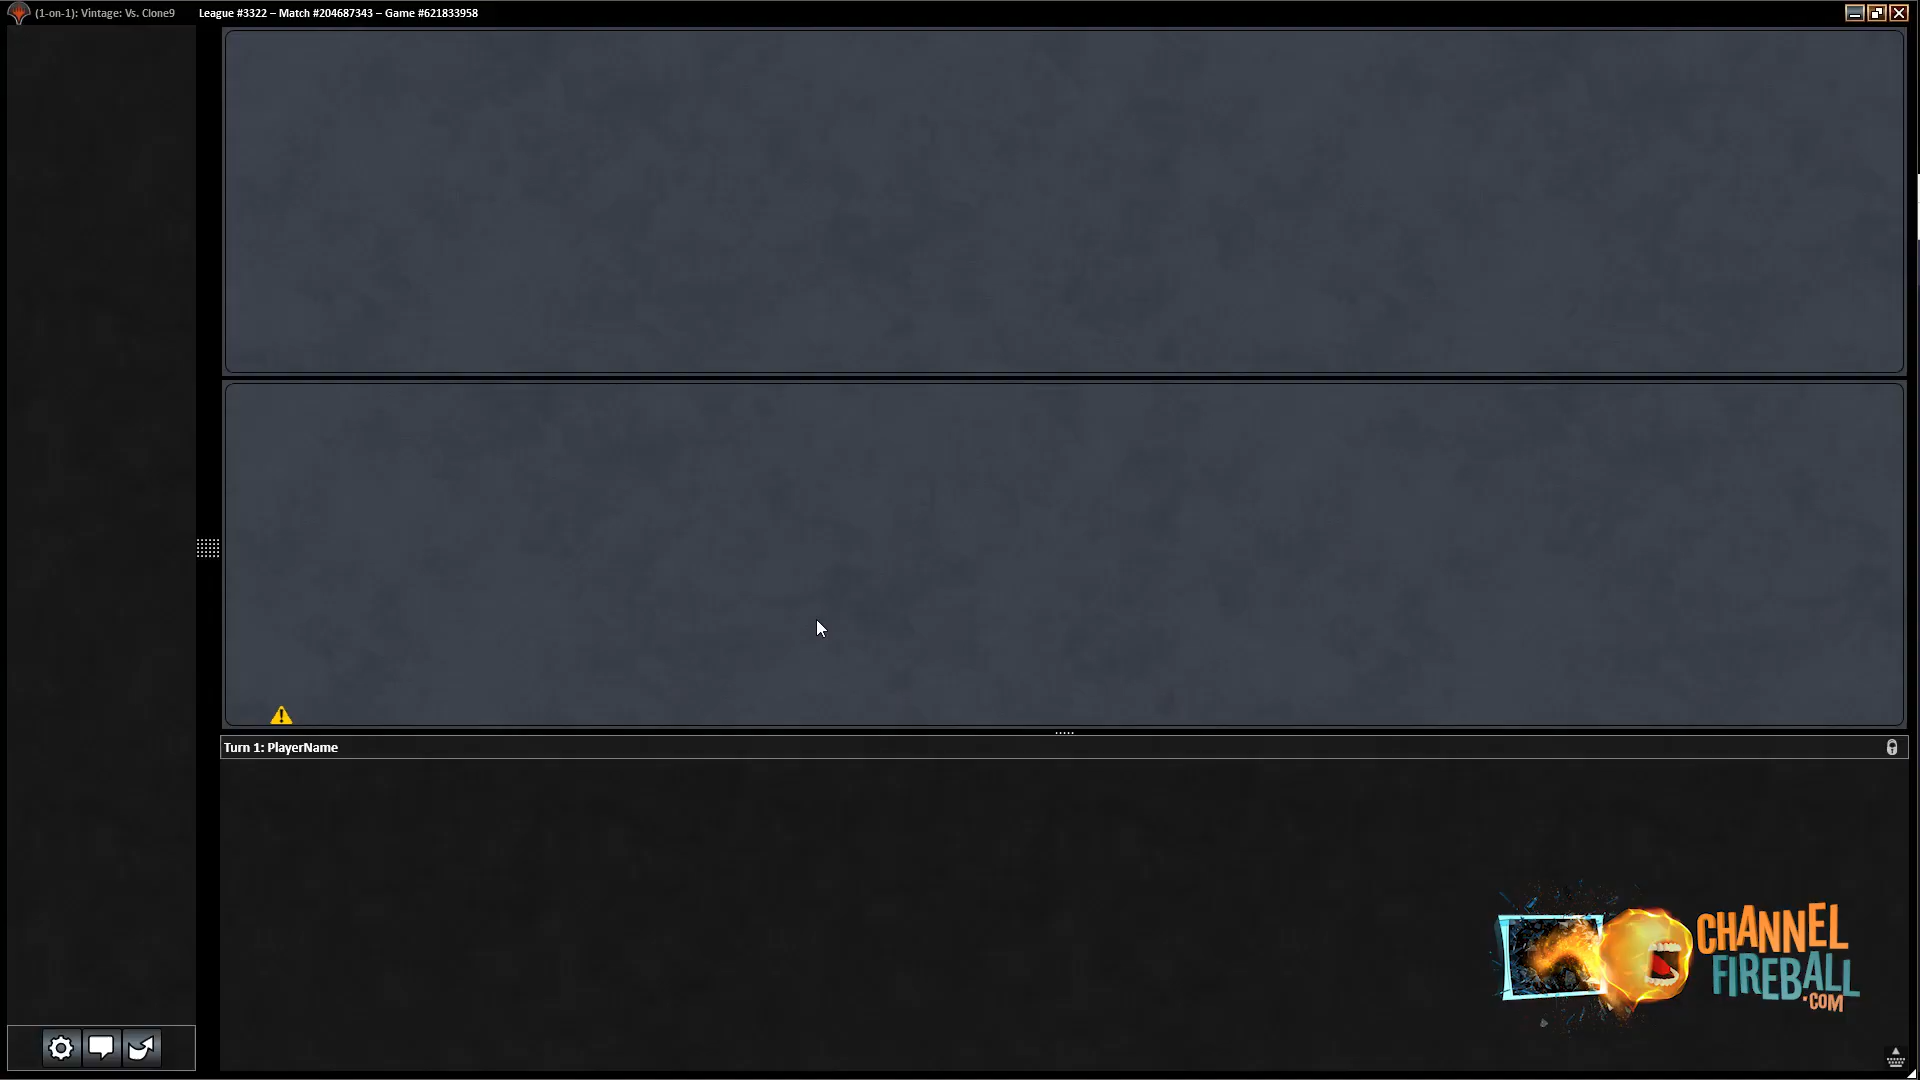 (1-on-1): Vintage: Vs. Clone9 League #3322 – Match #204687343 – Game #621833958
Turn 1: PlayerName
CHANNEL
FIREBALL
.COM